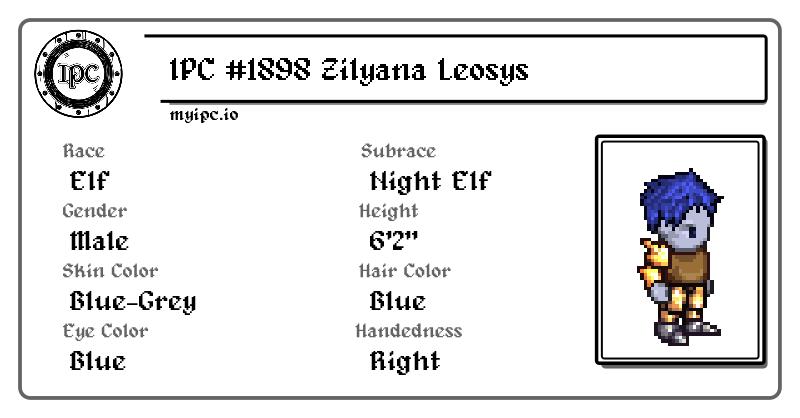 IPC
IPC #1898 Zilyana Leosys
myipc.io
Race
Elf
Subrace
Night Elf
Gender
Male
Height
6'2"
Skin Color
Blue-Grey
Hair Color
Blue
Eye Color
Blue
Handedness
Right